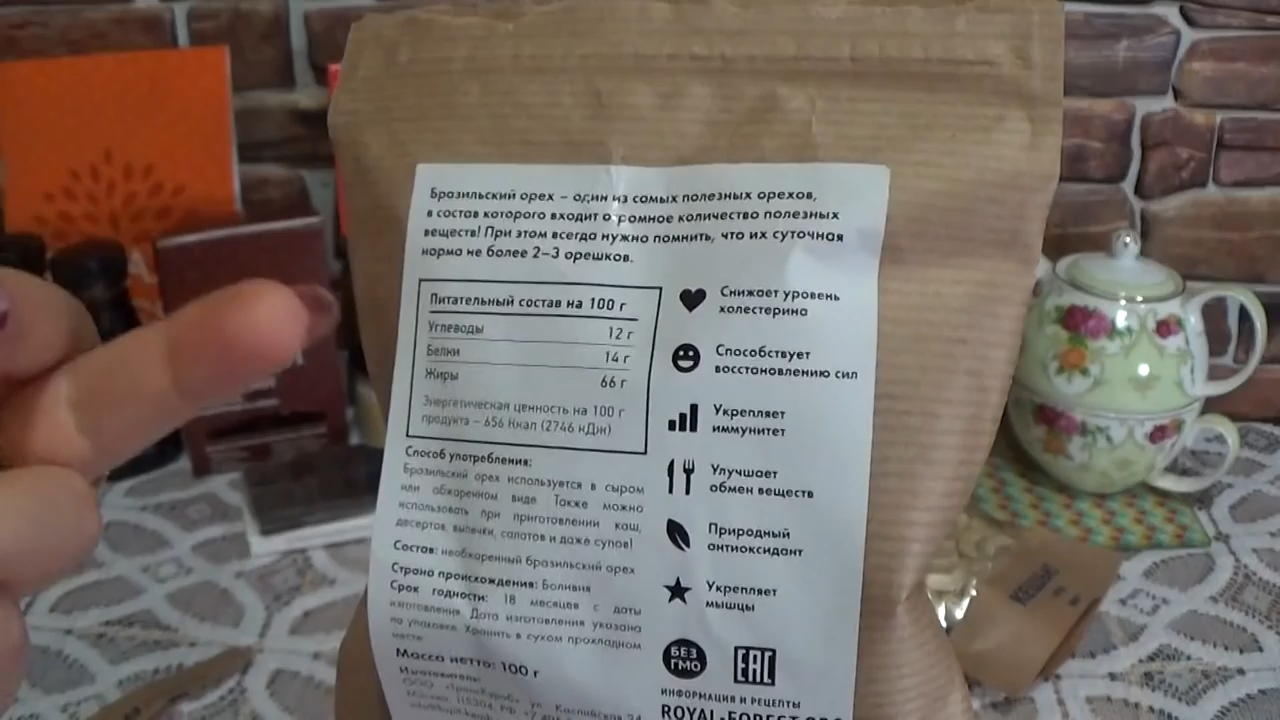 Бразильский орех – один из самых полезных орехов,
в состав которого входит огромное количество полезных
веществ! При этом всегда нужно помнить, что их суточная
норма не более 2–3 орешков.
Питательный состав на 100 г
Углеводы 12 г
Белки 14 г
Жиры 66 г
Энергетическая ценность на 100 г
продукта – 656 Ккал (2746 кДж)
Способ употребления:
Бразильский орех используется в сыром
или обжаренном виде. Также можно
использовать при приготовлении каш,
десертов, выпечки, салатов и даже супов!
Состав: необжаренный бразильский орех
Страна происхождения: Боливия
Срок годности: 18 месяцев с даты
изготовления. Дата изготовления указана
на упаковке. Хранить в сухом прохладном
месте.
Масса нетто: 100 г
Изготовитель:
Снижает уровень
холестерина
Способствует
восстановлению сил
Укрепляет
иммунитет
Улучшает
обмен веществ
Природный
антиоксидант
Укрепляет
мышцы
БЕЗ
ГМО
EAC
ИНФОРМАЦИЯ И РЕЦЕПТЫ
ROYAL-FOREST.ORG